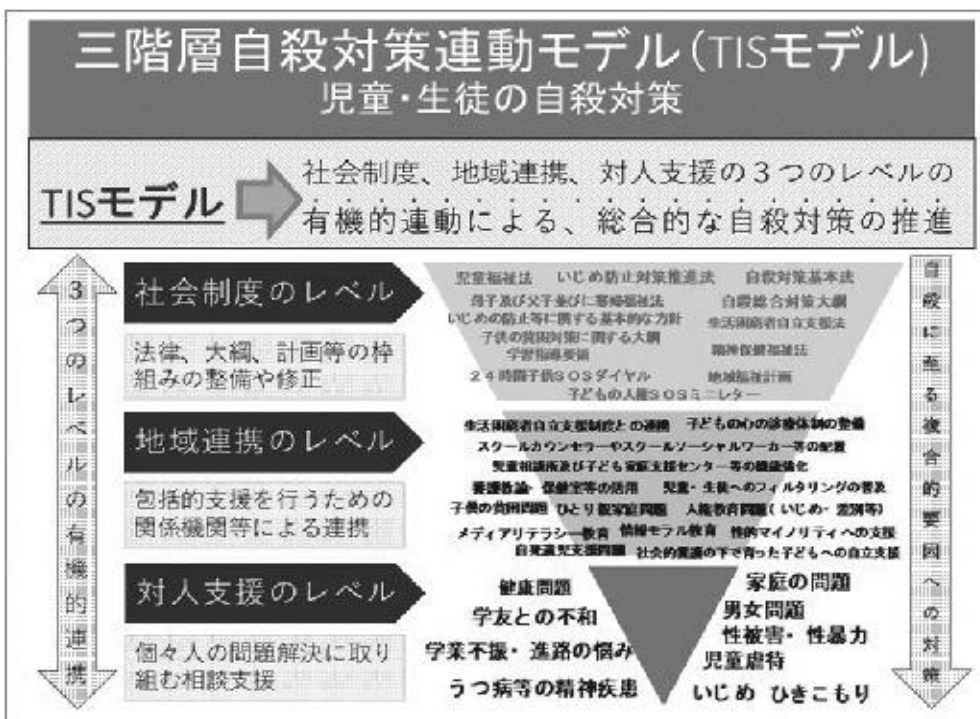 三階層自殺対策連動モデル(TISモデル)
児童・生徒の自殺対策
TISモデル
社会制度、地域連携、対人支援の3つのレベルの
有機的連動による、総合的な自殺対策の推進
3つのレベルの有機的連携
社会制度のレベル
法律、大綱、計画等の枠
組みの整備や修正
地域連携のレベル
包括的支援を行うための
関係機関等による連携
対人支援のレベル
個々人の問題解決に取り
組む相談支援
児童福祉法 いじめ防止対策推進法 自殺対策基本法
母子及び父子並びに寡婦福祉法 自殺総合対策大綱
いじめの防止等に関する基本的な方針 生活困窮者自立支援法
子供の貧困対策に関する大綱
学習指導要領 精神保健福祉法
24時間子供SOSダイヤル 地域福祉計画
子どもの人権SOSミニレター
生活困窮者自立支援制度との連携 子どもの心の診療体制の整備
スクールカウンセラーやスクールソーシャルワーカー等の配置
児童相談所及び子ども家庭支援センター等の機能強化
養護教諭・保健室等の活用 児童・生徒へのフィルタリングの普及
子供の貧困問題 ひとり親家庭問題 人権教育問題(いじめ・差別等)
メディアリテラシー教育 情報モラル教育 性的マイノリティへの支援
自死遺児支援問題 社会的養護の下で育った子どもへの自立支援
健康問題 家庭の問題
学友との不和 男女問題
性被害・性暴力
学業不振・進路の悩み 児童虐待
うつ病等の精神疾患 いじめ ひきこもり
自殺に至る複合的要因への対策